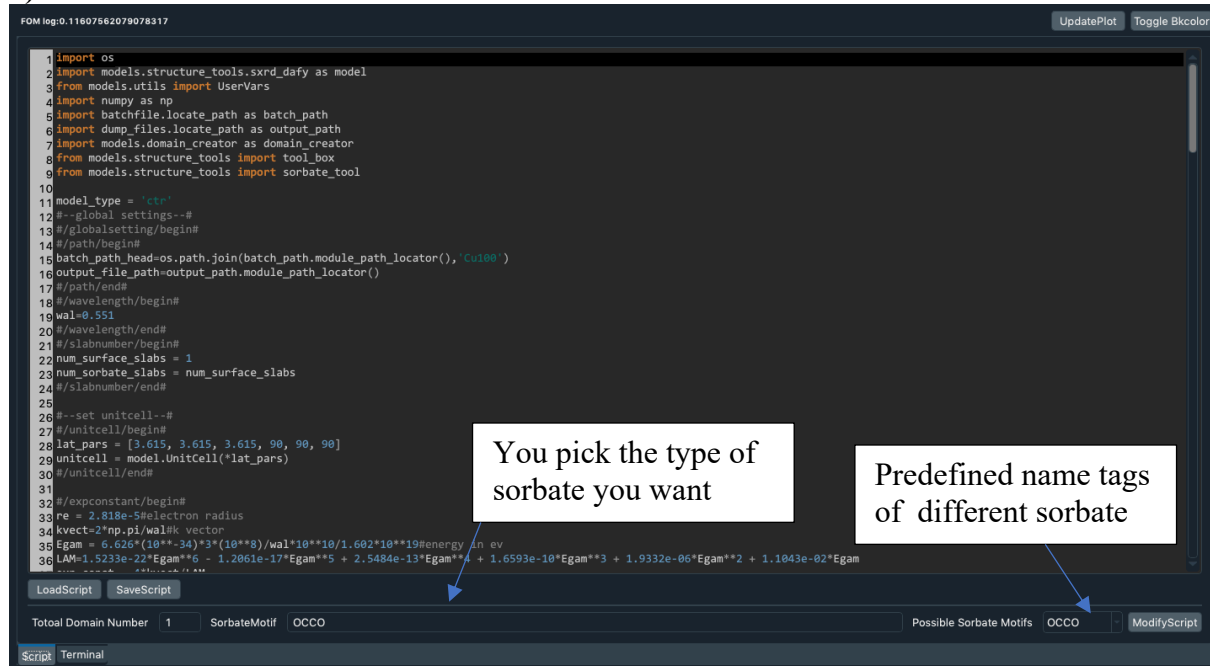 FOM log:0.11607562079078317
UpdatePlot Toggle Bkcolor
1 import os
2 import models.structure_tools.sxrd_dafy as model
3 from models.utils import UserVars
4 import numpy as np
5 import batchfile.locate_path as batch_path
6 import dump_files.locate_path as output_path
7 import models.domain_creator as domain_creator
8 from models.structure_tools import tool_box
9 from models.structure_tools import sorbate_tool
10
11 model_type = 'ctr'
12 #--global settings--#
13 #/globalsetting/begin#
14 #/path/begin#
15 batch_path_head=os.path.join(batch_path.module_path_locator(),'Cu100')
16 output_file_path=output_path.module_path_locator()
17 #/path/end#
18 #/wavelength/begin#
19 wal=0.551
20 #/wavelength/end#
21 #/slabnumber/begin#
22 num_surface_slabs = 1
23 num_sorbate_slabs = num_surface_slabs
24 #/slabnumber/end#
25
26 #--set unitcell--#
27 #/unitcell/begin#
28 lat_pars = [3.615, 3.615, 3.615, 90, 90, 90]
29 unitcell = model.UnitCell(*lat_pars)
30 #/unitcell/end#
31
32 #/expconstant/begin#
33 re = 2.818e-5#electron radius
34 kvect=2*np.pi/wal#k vector
35 Egam = 6.626*(10**-34)*3*(10**8)/wal*10**10/1.602*10**19#energy in ev
36 LAM=1.5233e-22*Egam**6 - 1.2061e-17*Egam**5 + 2.5484e-13*Egam**4 + 1.6593e-10*Egam**3 + 1.9332e-06*Egam**2 + 1.1043e-02*Egam
You pick the type of
sorbate you want
Predefined name tags
of different sorbate
LoadScript SaveScript
Totoal Domain Number 1 SorbateMotif OCCO Possible Sorbate Motifs OCCO ModifyScript
Script Terminal